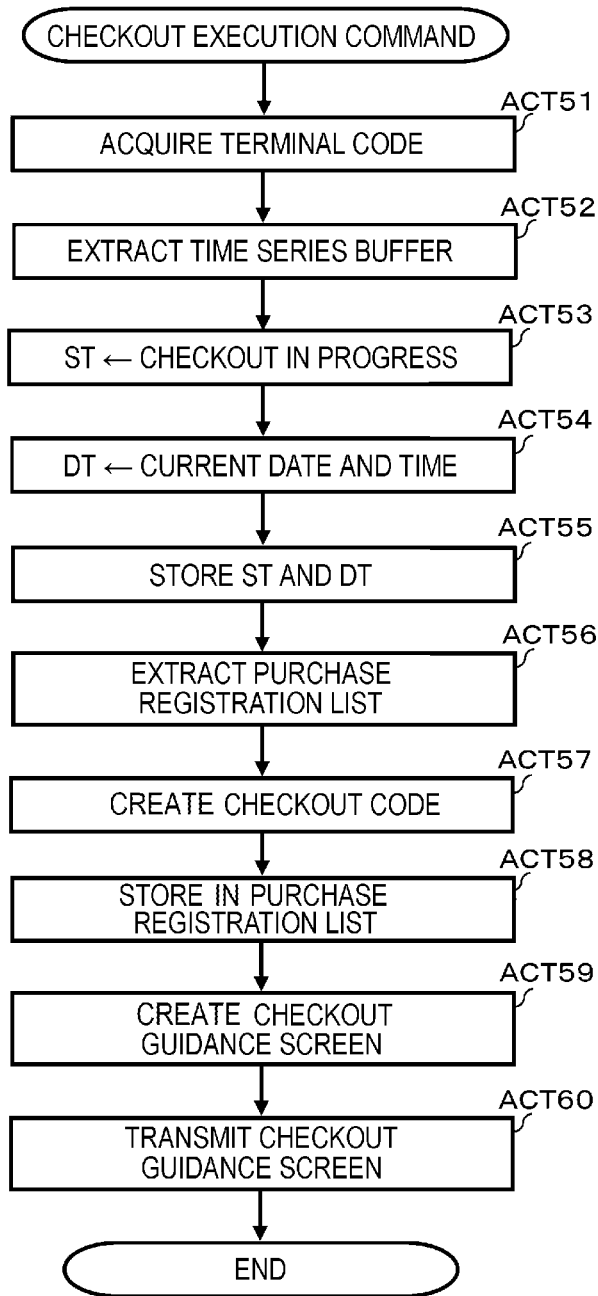 CHECKOUT EXECUTION COMMAND
ACT51
ACQUIRE TERMINAL CODE
ACT52
EXTRACT TIME SERIES BUFFER
ACT53
ST ← CHECKOUT IN PROGRESS
ACT54
DT ← CURRENT DATE AND TIME
ACT55
STORE ST AND DT
ACT56
EXTRACT PURCHASE
REGISTRATION LIST
ACT57
CREATE CHECKOUT CODE
ACT58
STORE IN PURCHASE
REGISTRATION LIST
ACT59
CREATE CHECKOUT
GUIDANCE SCREEN
ACT60
TRANSMIT CHECKOUT
GUIDANCE SCREEN
END